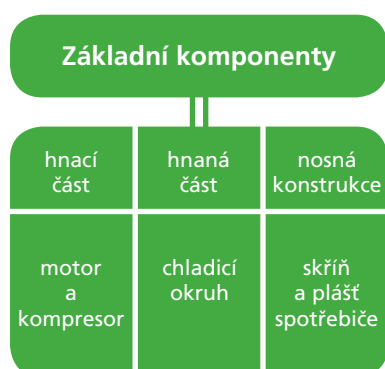 Základní komponenty
hnací
část
hnaná
část
nosná
konstrukce
motor
a
kompresor
chladicí
okruh
skříň
a plášť
spotřebiče